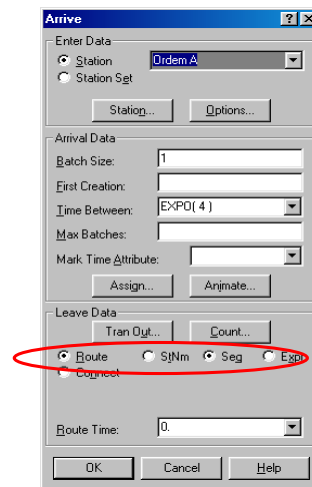 Arrive
Enter Data
Station Ordem A
Station Set
Station... Options...
Arrival Data
Batch Size: 1
First Creation:
Time Between: EXPO( 4 )
Max Batches:
Mark Time Attribute:
Assign... Animate...
Leave Data
Tran Out... Count...
Route StNm Seg Expr
Connect
Route Time: 0.
OK Cancel Help